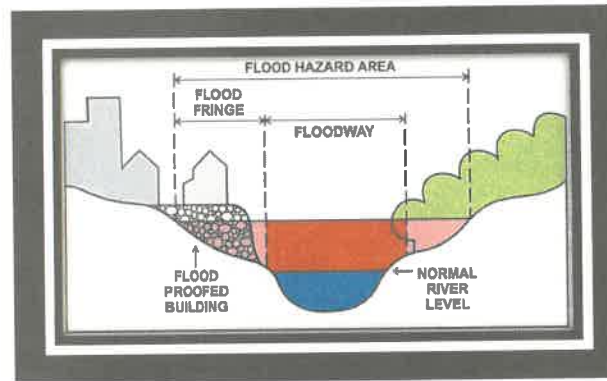 FLOOD HAZARD AREA
FLOOD
FRINGE
FLOODWAY
FLOOD
PROOFED
BUILDING
NORMAL
RIVER
LEVEL